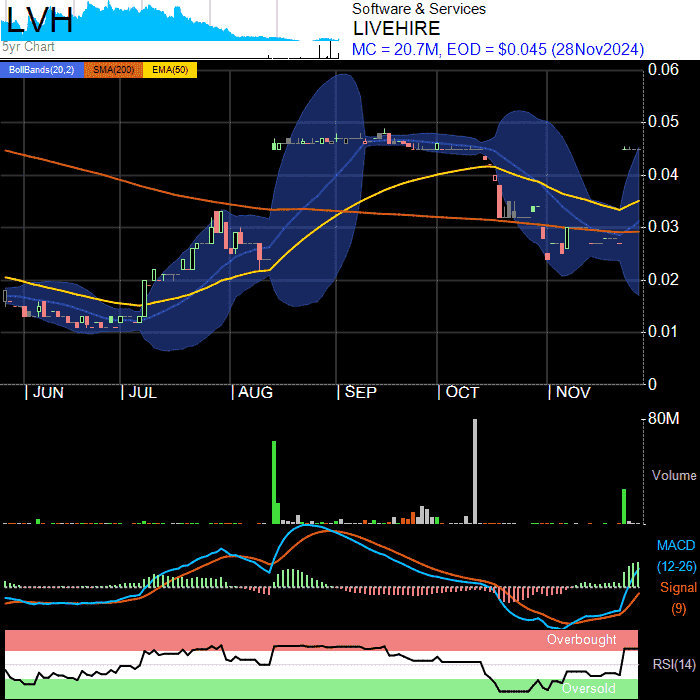 LVH
5yr Chart
Software & Services
LIVEHIRE
MC = 20.7M, EOD = $0.045 (28Nov2024)
BollBands(20,2) SMA(200) EMA(50)
0.06
0.05
0.04
0.03
0.02
0.01
0
JUN JUL AUG SEP OCT NOV
80M
Volume
MACD
(12-26)
Signal
(9)
Overbought
RSI(14)
Oversold